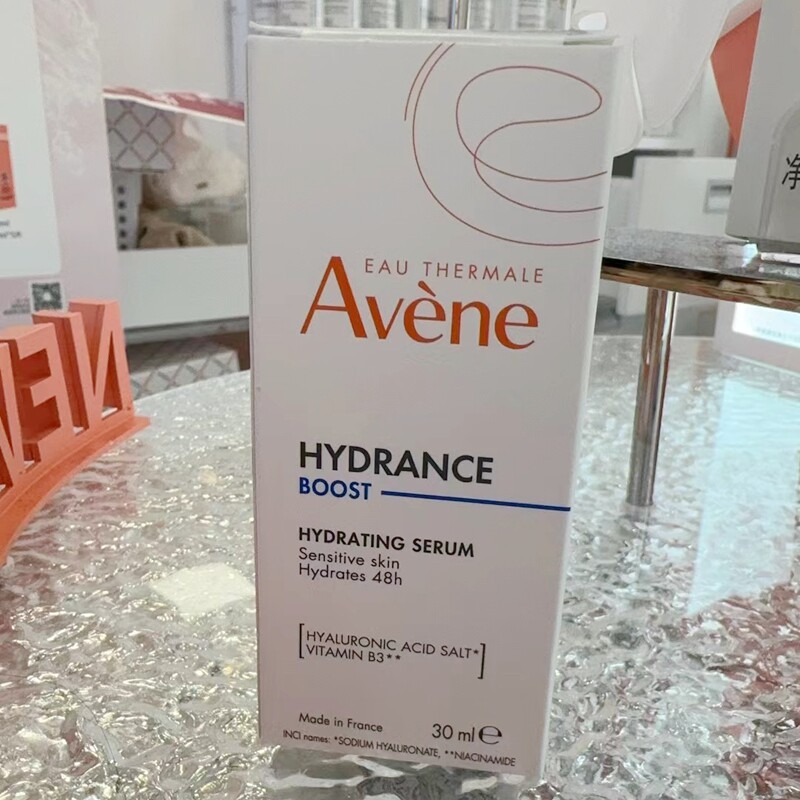 EAU THERMALE
Avène
HYDRANCE
BOOST
HYDRATING SERUM
Sensitive skin
Hydrates 48h
[HYALURONIC ACID SALT*
VITAMIN B3**]
Made in France
30 ml ℮
INCI names: *SODIUM HYALURONATE, **NIACINAMIDE
净